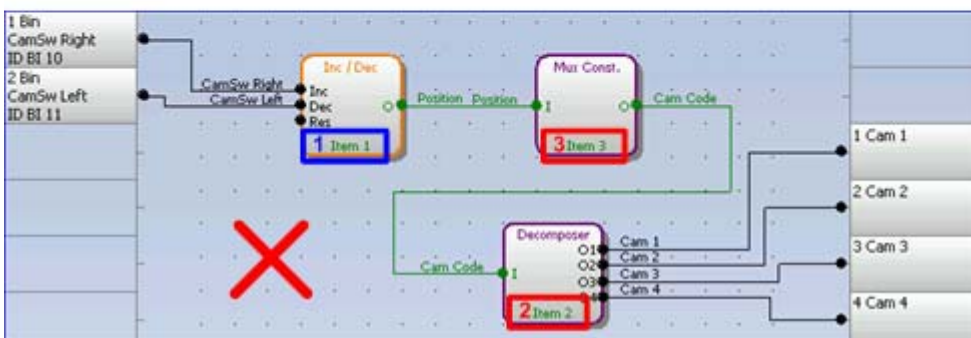 1 Bin
CamSw Right
ID BI 10
2 Bin
CamSw Left
ID BI 11
Inc / Dec
CamSw Right
CamSw Left
Inc
Dec
Res
O
1 Item 1
Position Position
Mux Const.
I
O
3 Item 3
Cam Code
Cam Code
Decomposer
I
O1
O2
O3
O4
2 Item 2
Cam 1
Cam 2
Cam 3
Cam 4
1 Cam 1
2 Cam 2
3 Cam 3
4 Cam 4